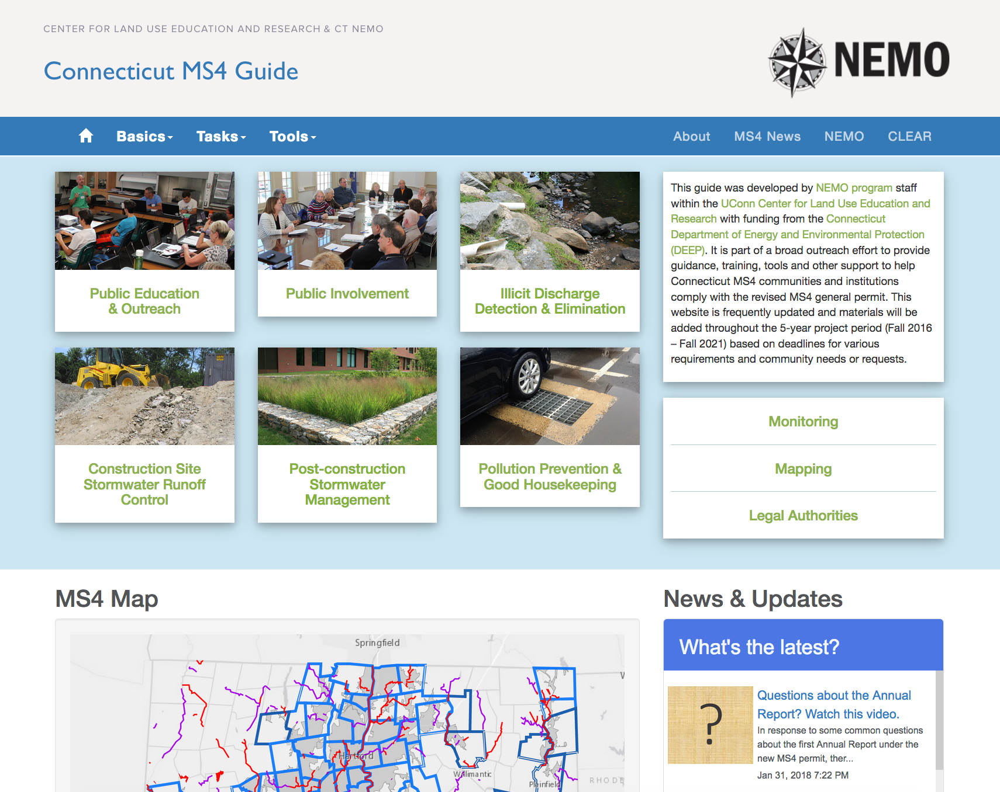 CENTER FOR LAND USE EDUCATION AND RESEARCH & CT NEMO
Connecticut MS4 Guide
NEMO
Basics
Tasks
Tools
About
MS4 News
NEMO
CLEAR
Public Education
& Outreach
Public Involvement
Illicit Discharge
Detection & Elimination
This guide was developed by NEMO program staff
within the UConn Center for Land Use Education and
Research with funding from the Connecticut
Department of Energy and Environmental Protection
(DEEP). It is part of a broad outreach effort to provide
guidance, training, tools and other support to help
Connecticut MS4 communities and institutions
comply with the revised MS4 general permit. This
website is frequently updated and materials will be
added throughout the 5-year project period (Fall 2016
– Fall 2021) based on deadlines for various
requirements and community needs or requests.
Construction Site
Stormwater Runoff
Control
Post-construction
Stormwater
Management
Pollution Prevention &
Good Housekeeping
Monitoring
Mapping
Legal Authorities
MS4 Map
Springfield
Hartford
Willimantic
Plainfield
RHODE
News & Updates
What's the latest?
?
Questions about the Annual
Report? Watch this video.
In response to some common questions
about the first Annual Report under the
new MS4 permit, ther...
Jan 31, 2018 7:22 PM